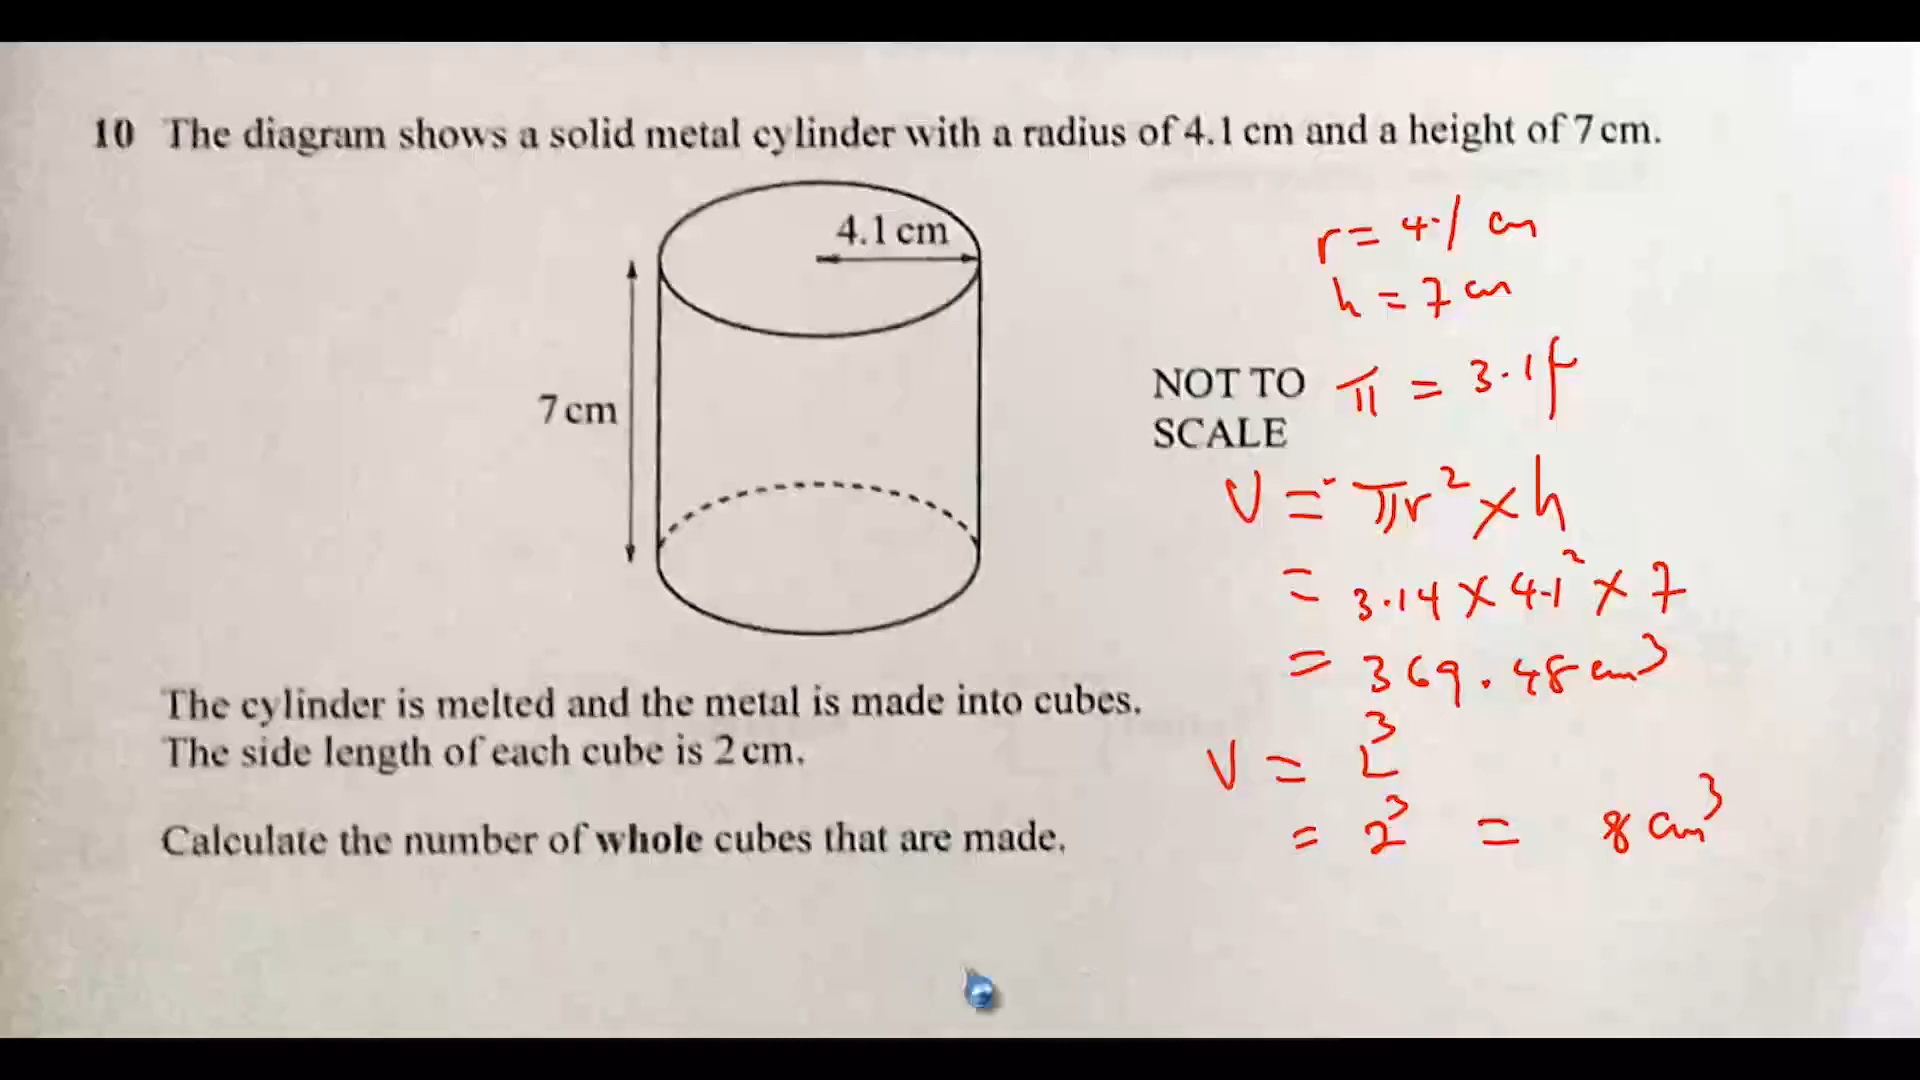 10 The diagram shows a solid metal cylinder with a radius of 4.1 cm and a height of 7 cm.
4.1 cm
7 cm
NOT TO
SCALE
r = 4.1 cm
h = 7 cm
π = 3.14
V = πr² × h
= 3.14 × 4.1² × 7
= 369.48 cm³
The cylinder is melted and the metal is made into cubes.
The side length of each cube is 2 cm.
V = L³
= 2³ = 8 cm³
Calculate the number of whole cubes that are made.